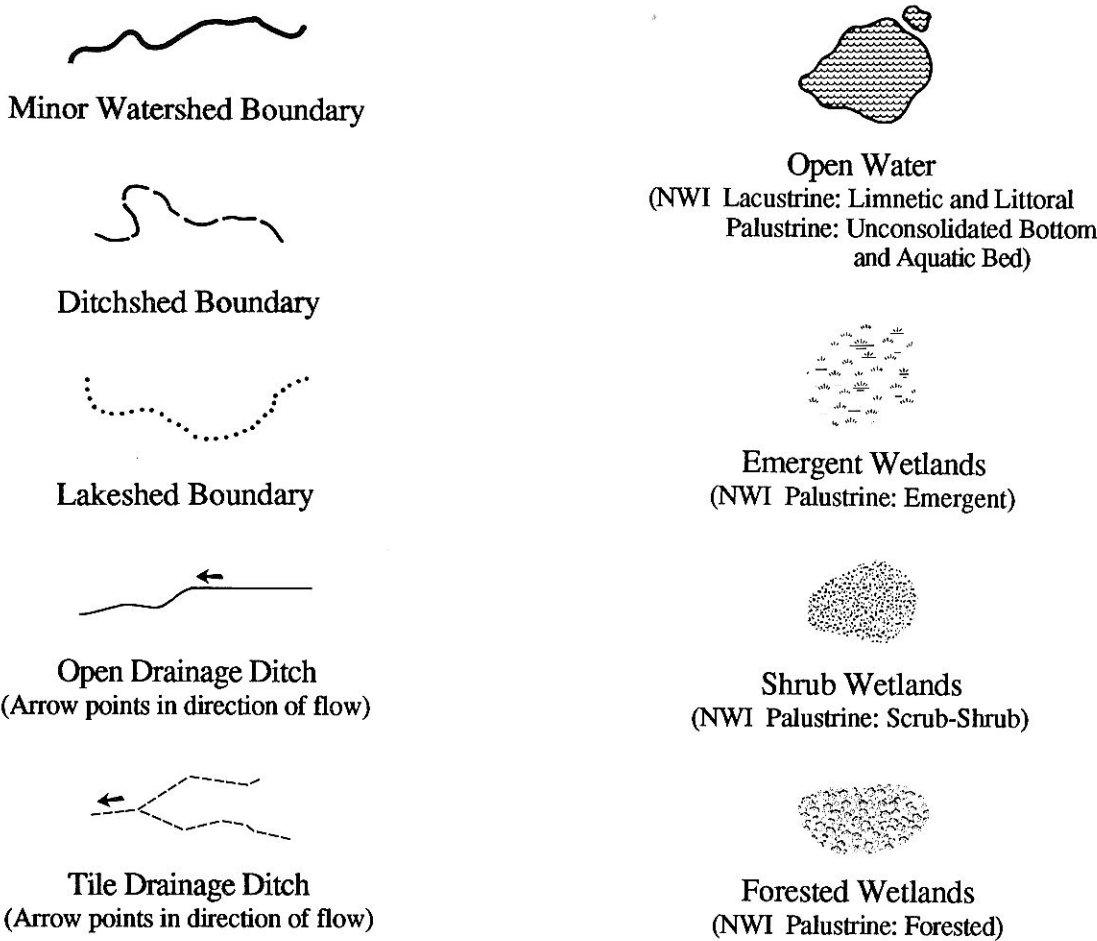 Minor Watershed Boundary
Ditchshed Boundary
Lakeshed Boundary
Open Drainage Ditch
(Arrow points in direction of flow)
Tile Drainage Ditch
(Arrow points in direction of flow)
Open Water
(NWI Lacustrine: Limnetic and Littoral
Palustrine: Unconsolidated Bottom
and Aquatic Bed)
Emergent Wetlands
(NWI Palustrine: Emergent)
Shrub Wetlands
(NWI Palustrine: Scrub-Shrub)
Forested Wetlands
(NWI Palustrine: Forested)